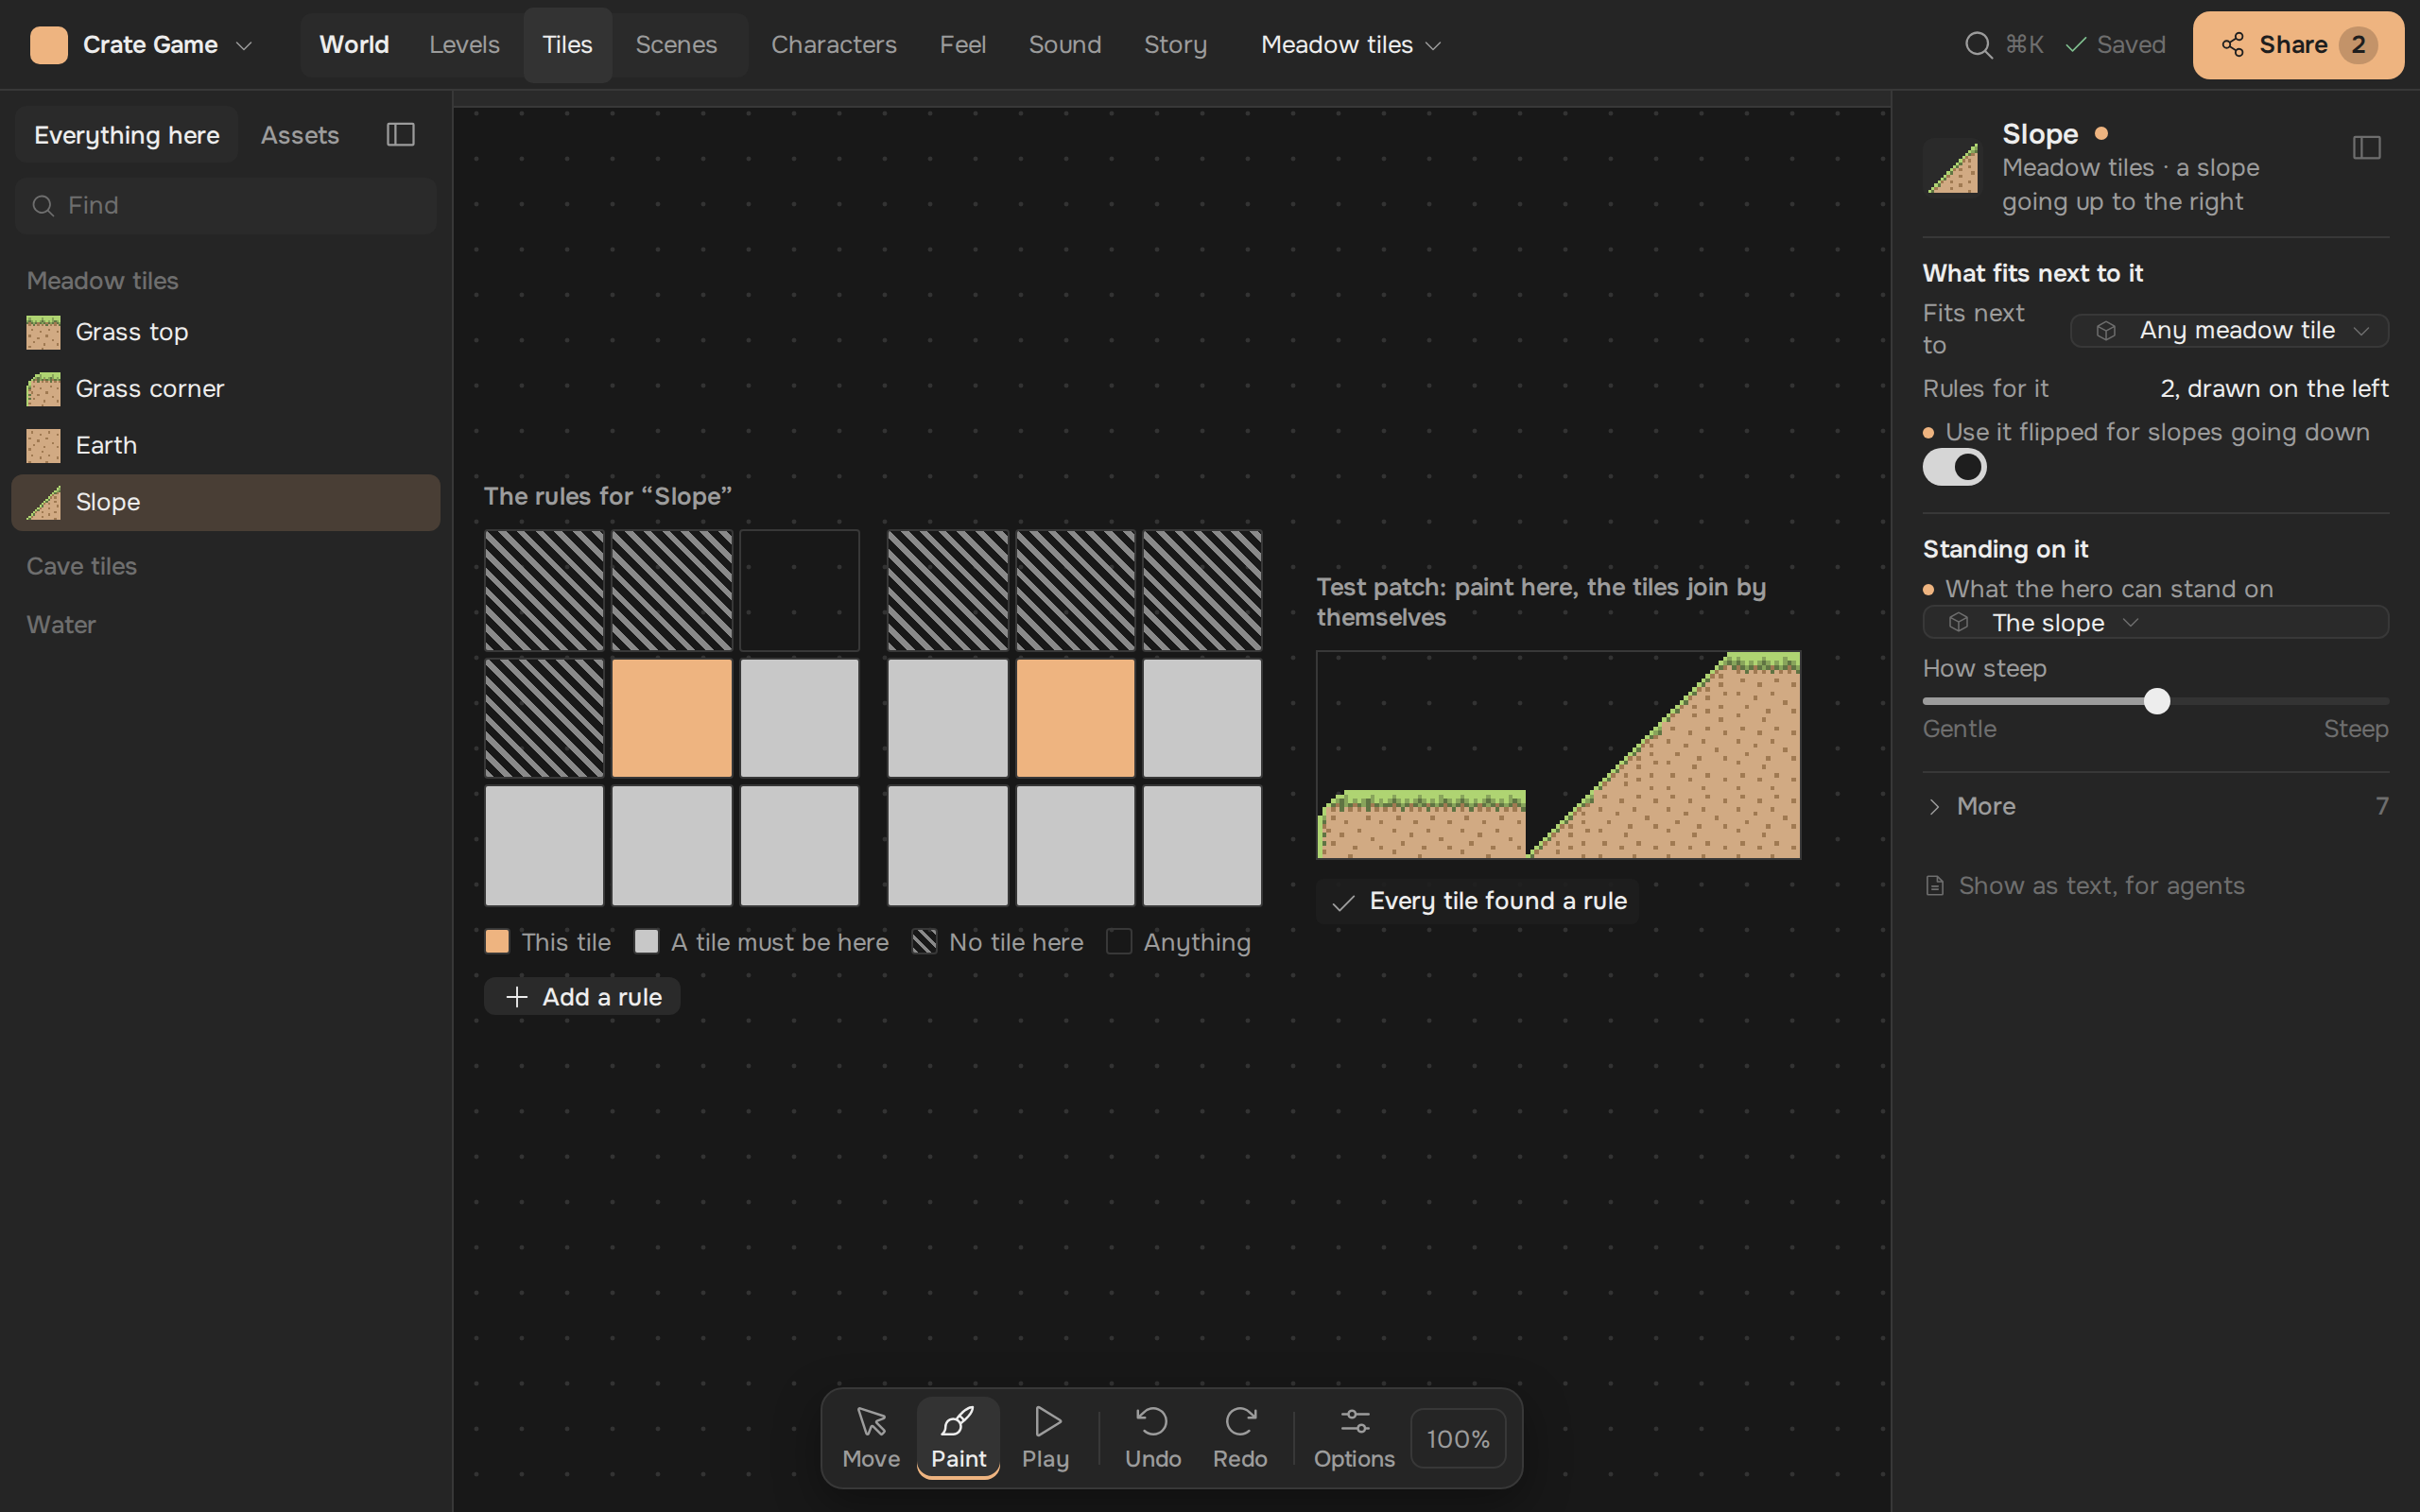 Crate Game
World
Levels
Tiles
Scenes
Characters
Feel
Sound
Story
Meadow tiles
⌘K
Saved
Share
2
Everything here
Assets
Find
Meadow tiles
Grass top
Grass corner
Earth
Slope
Cave tiles
Water
The rules for “Slope”
This tile
A tile must be here
No tile here
Anything
Add a rule
Test patch: paint here, the tiles join by
themselves
Every tile found a rule
Move
Paint
Play
Undo
Redo
Options
100%
Slope
Meadow tiles · a slope
going up to the right
What fits next to it
Fits next
to
Any meadow tile
Rules for it
2, drawn on the left
Use it flipped for slopes going down
Standing on it
What the hero can stand on
The slope
How steep
Gentle
Steep
More
7
Show as text, for agents